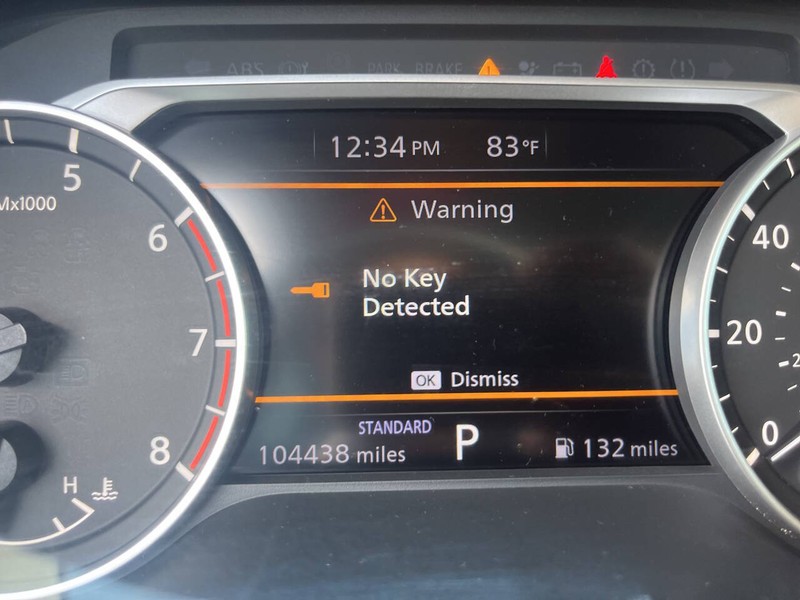 ABS PARK BRAKE
12:34 PM 83°F
Warning
No Key
Detected
OK Dismiss
STANDARD
104438 miles P 132 miles
5
Mx1000
6
7
8
H
40
20
0